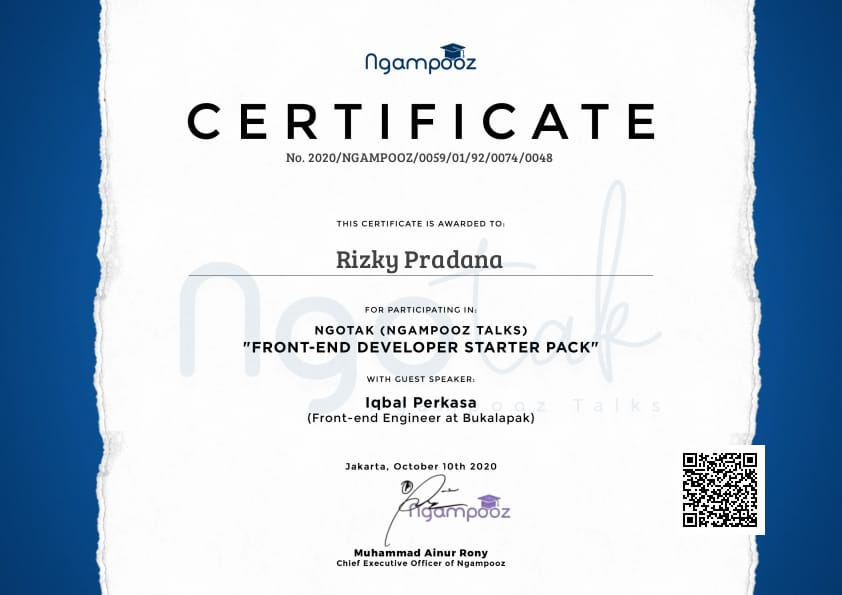 Ngampooz
CERTIFICATE
No. 2020/NGAMPOOZ/0059/01/92/0074/0048
THIS CERTIFICATE IS AWARDED TO:
Rizky Pradana
Ngotak
FOR PARTICIPATING IN:
NGOTAK (NGAMPOOZ TALKS)
"FRONT-END DEVELOPER STARTER PACK"
WITH GUEST SPEAKER:
Iqbal Perkasa
(Front-end Engineer at Bukalapak)
ooz Talks
Jakarta, October 10th 2020
ngampooz
Muhammad Ainur Rony
Chief Executive Officer of Ngampooz